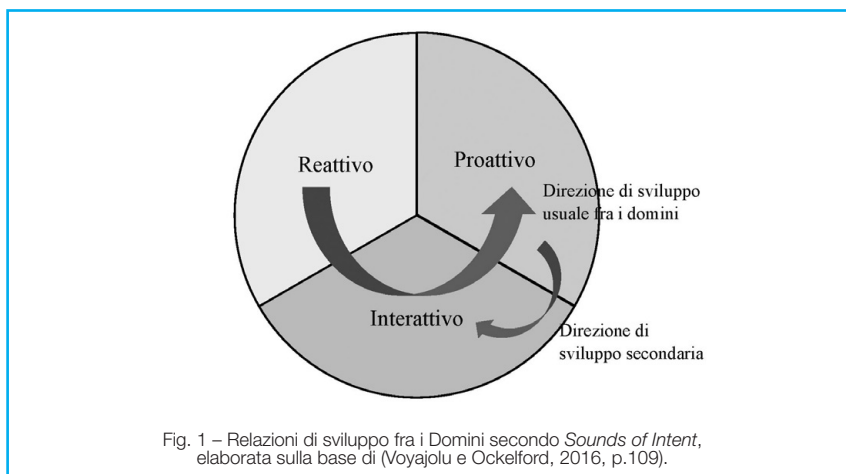 Reattivo
Proattivo
Direzione di sviluppo
usuale fra i domini
Interattivo
Direzione di
sviluppo secondaria
Fig. 1 – Relazioni di sviluppo fra i Domini secondo Sounds of Intent,
elaborata sulla base di (Voyajolu e Ockelford, 2016, p.109).